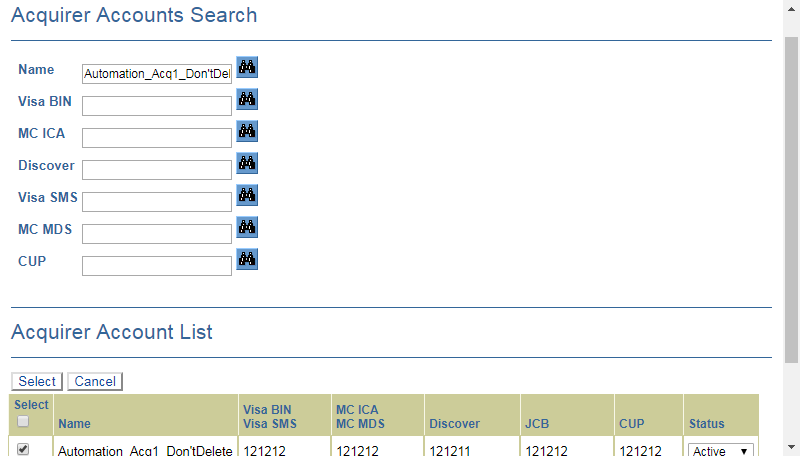 Acquirer Accounts Search
Name Automation_Acq1_Don'tDel
Visa BIN
MC ICA
Discover
Visa SMS
MC MDS
CUP
Acquirer Account List
Select Cancel
Select Name Visa BIN Visa SMS MC ICA MC MDS Discover JCB CUP Status
Automation_Acq1_Don'tDelete 121212 121212 121211 121212 121212 Active